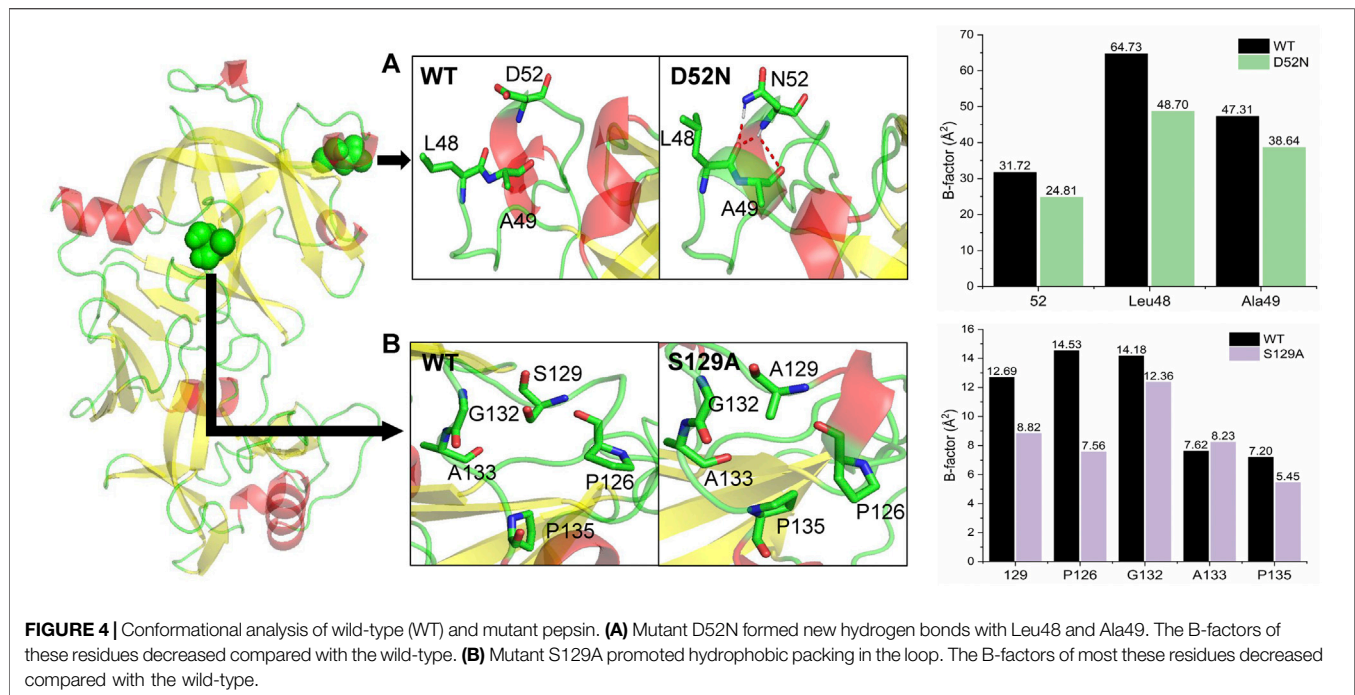 A
WT
D52
L48
A49
D52N
N52
L48
A49
B-factor (Å²)
70
60
50
40
30
20
10
0
WT
D52N
31.72
24.81
64.73
48.70
47.31
38.64
52 Leu48 Ala49
B
WT
S129
G132
A133
P126
P135
S129A
A129
G132
A133
P126
P135
B-factor (Å²)
16
14
12
10
8
6
4
2
0
WT
S129A
12.69
8.82
14.53
7.56
14.18
12.36
7.62
8.23
7.20
5.45
129 P126 G132 A133 P135
FIGURE 4 | Conformational analysis of wild-type (WT) and mutant pepsin. (A) Mutant D52N formed new hydrogen bonds with Leu48 and Ala49. The B-factors of
these residues decreased compared with the wild-type. (B) Mutant S129A promoted hydrophobic packing in the loop. The B-factors of most these residues decreased
compared with the wild-type.